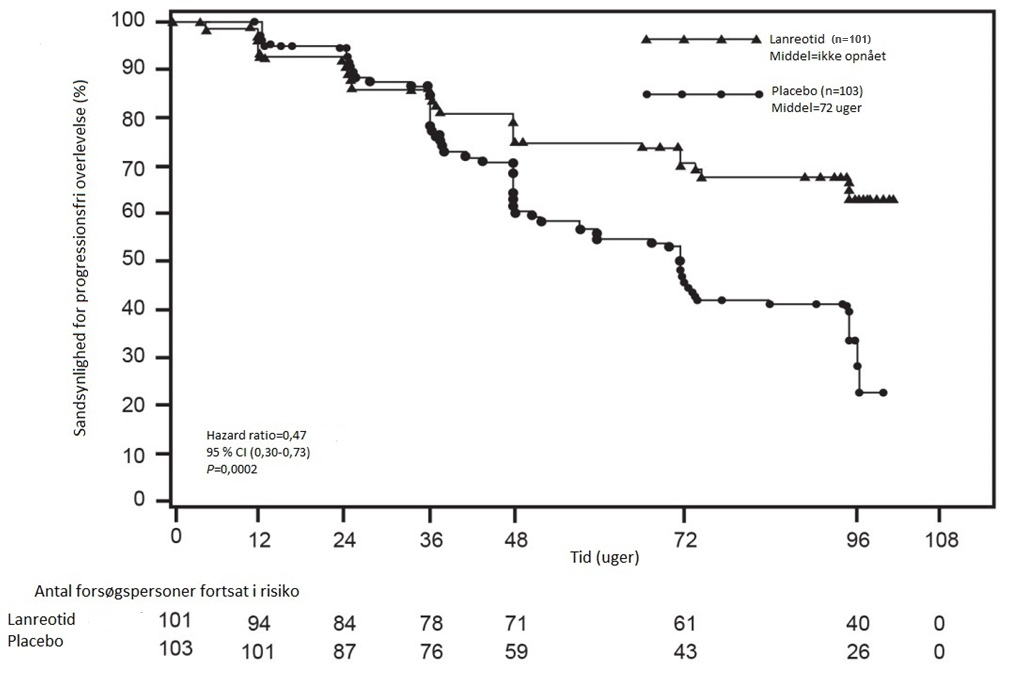 100
90
80
70
60
50
40
30
20
10
0
Sandsynlighed for progressionsfri overlevelse (%)
Lanreotid (n=101)
Middel=ikke opnået
Placebo (n=103)
Middel=72 uger
Hazard ratio=0,47
95 % CI (0,30-0,73)
P=0,0002
0 12 24 36 48 72 96 108
Tid (uger)
Antal forsøgspersoner fortsat i risiko
Lanreotid 101 94 84 78 71 61 40 0
Placebo 103 101 87 76 59 43 26 0